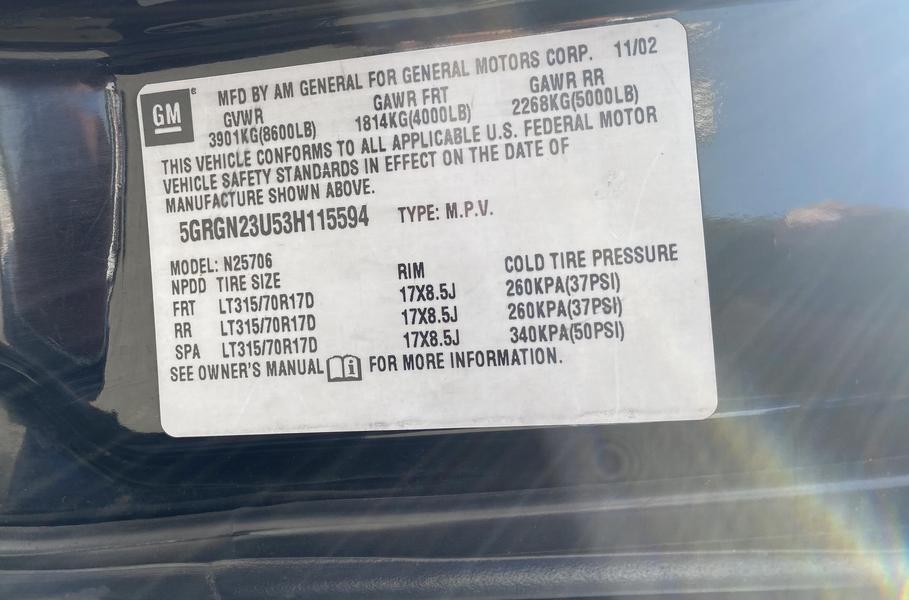 GM ® MFD BY AM GENERAL FOR GENERAL MOTORS CORP. 11/02
GVWR GAWR FRT GAWR RR
3901KG(8600LB) 1814KG(4000LB) 2268KG(5000LB)
THIS VEHICLE CONFORMS TO ALL APPLICABLE U.S. FEDERAL MOTOR
VEHICLE SAFETY STANDARDS IN EFFECT ON THE DATE OF
MANUFACTURE SHOWN ABOVE.
5GRGN23U53H115594 TYPE: M.P.V.
MODEL: N25706
NPDD TIRE SIZE RIM COLD TIRE PRESSURE
FRT LT315/70R17D 17X8.5J 260KPA(37PSI)
RR LT315/70R17D 17X8.5J 260KPA(37PSI)
SPA LT315/70R17D 17X8.5J 340KPA(50PSI)
SEE OWNER'S MANUAL i FOR MORE INFORMATION.